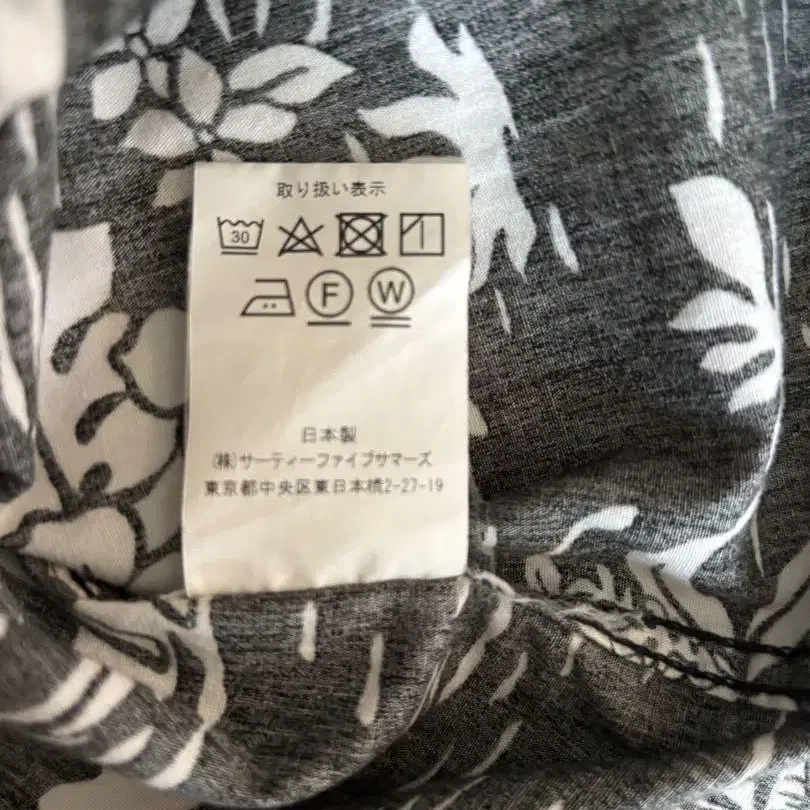 取り扱い表示
30
F W
日本製
(株)サーティーファイブサマーズ
東京都中央区東日本橋2-27-19